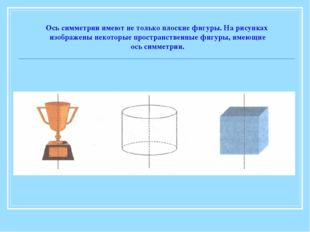 Ось симметрии имеют не только плоские фигуры. На рисунках
изображены некоторые пространственные фигуры, имеющие
ось симметрии.